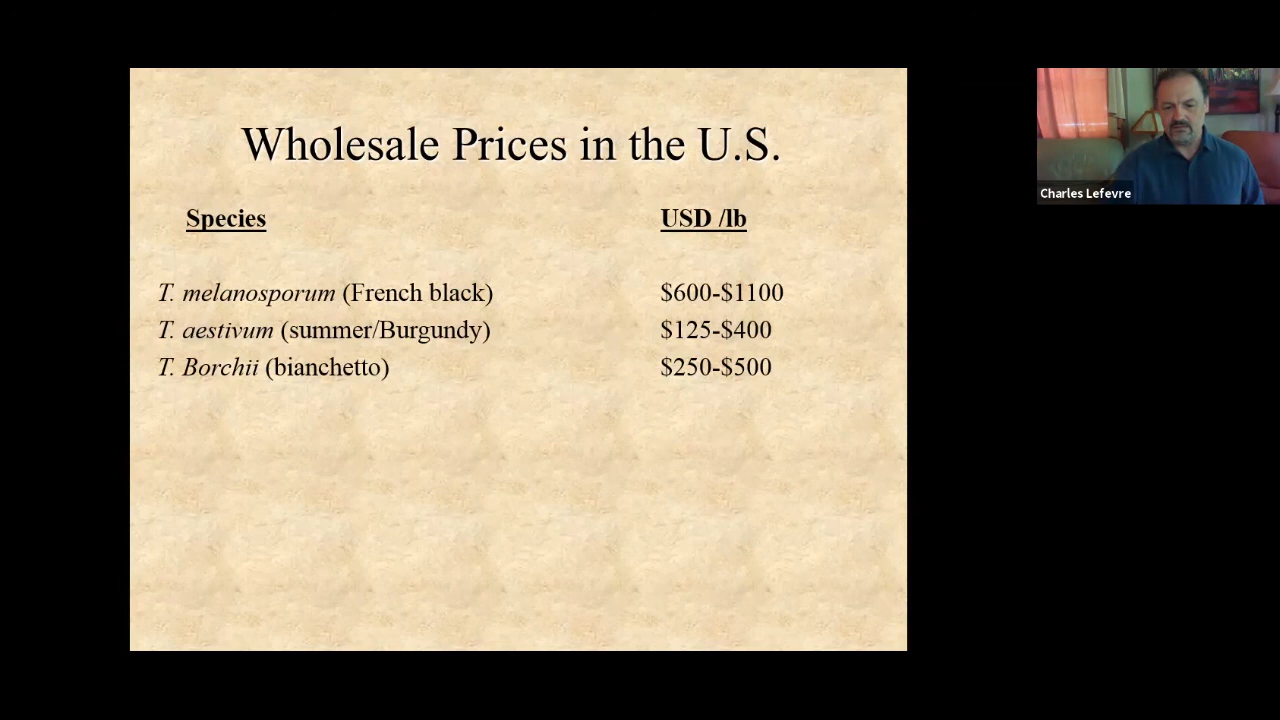 Wholesale Prices in the U.S.
Species USD /lb
T. melanosporum (French black) $600-$1100
T. aestivum (summer/Burgundy) $125-$400
T. Borchii (bianchetto) $250-$500
Charles Lefevre